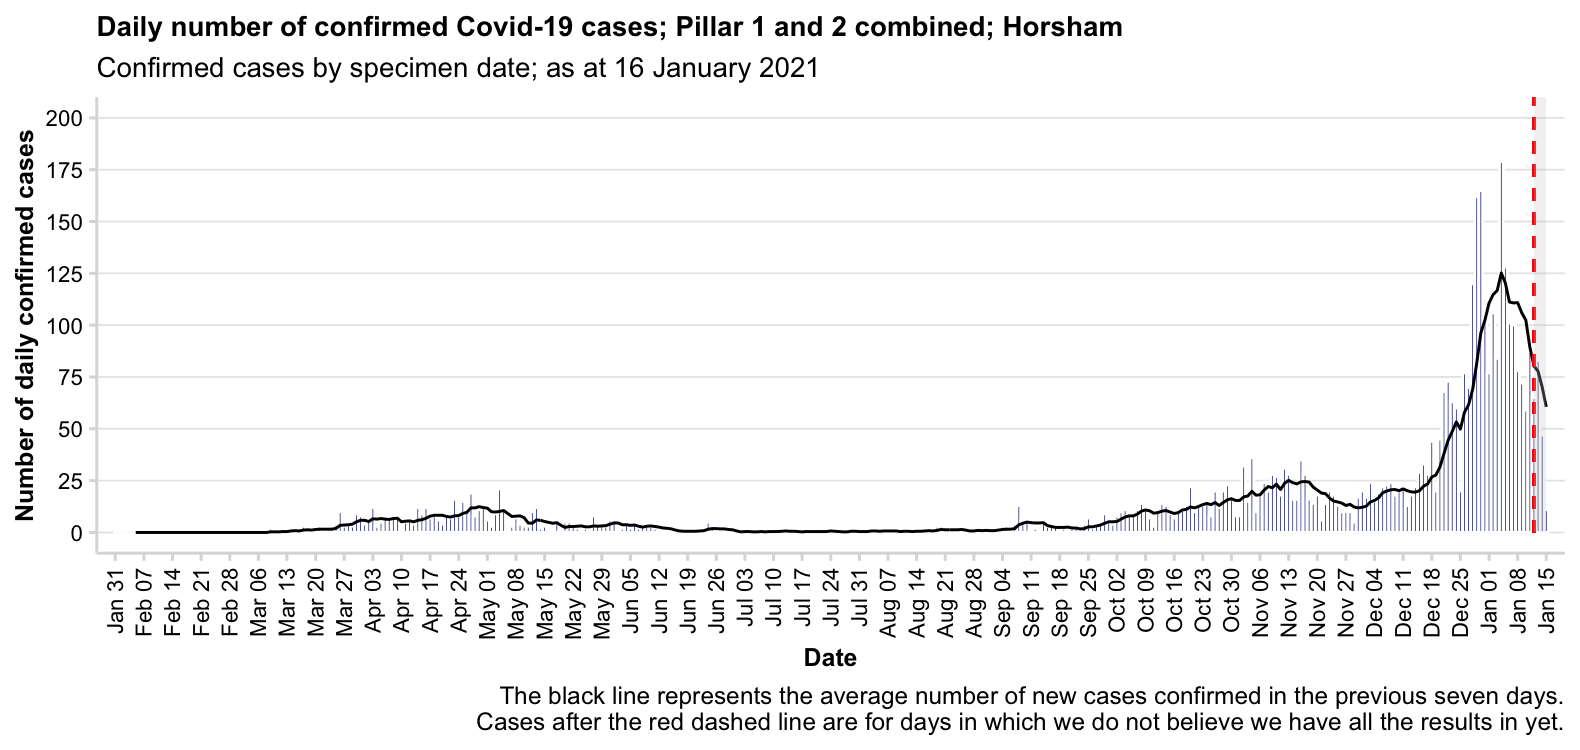 Daily number of confirmed Covid-19 cases; Pillar 1 and 2 combined; Horsham
Confirmed cases by specimen date; as at 16 January 2021
Number of daily confirmed cases
200
175
150
125
100
75
50
25
0
Jan 31
Feb 07
Feb 14
Feb 21
Feb 28
Mar 06
Mar 13
Mar 20
Mar 27
Apr 03
Apr 10
Apr 17
Apr 24
May 01
May 08
May 15
May 22
May 29
Jun 05
Jun 12
Jun 19
Jun 26
Jul 03
Jul 10
Jul 17
Jul 24
Jul 31
Aug 07
Aug 14
Aug 21
Aug 28
Sep 04
Sep 11
Sep 18
Sep 25
Oct 02
Oct 09
Oct 16
Oct 23
Oct 30
Nov 06
Nov 13
Nov 20
Nov 27
Dec 04
Dec 11
Dec 18
Dec 25
Jan 01
Jan 08
Jan 15
Date
The black line represents the average number of new cases confirmed in the previous seven days.
Cases after the red dashed line are for days in which we do not believe we have all the results in yet.